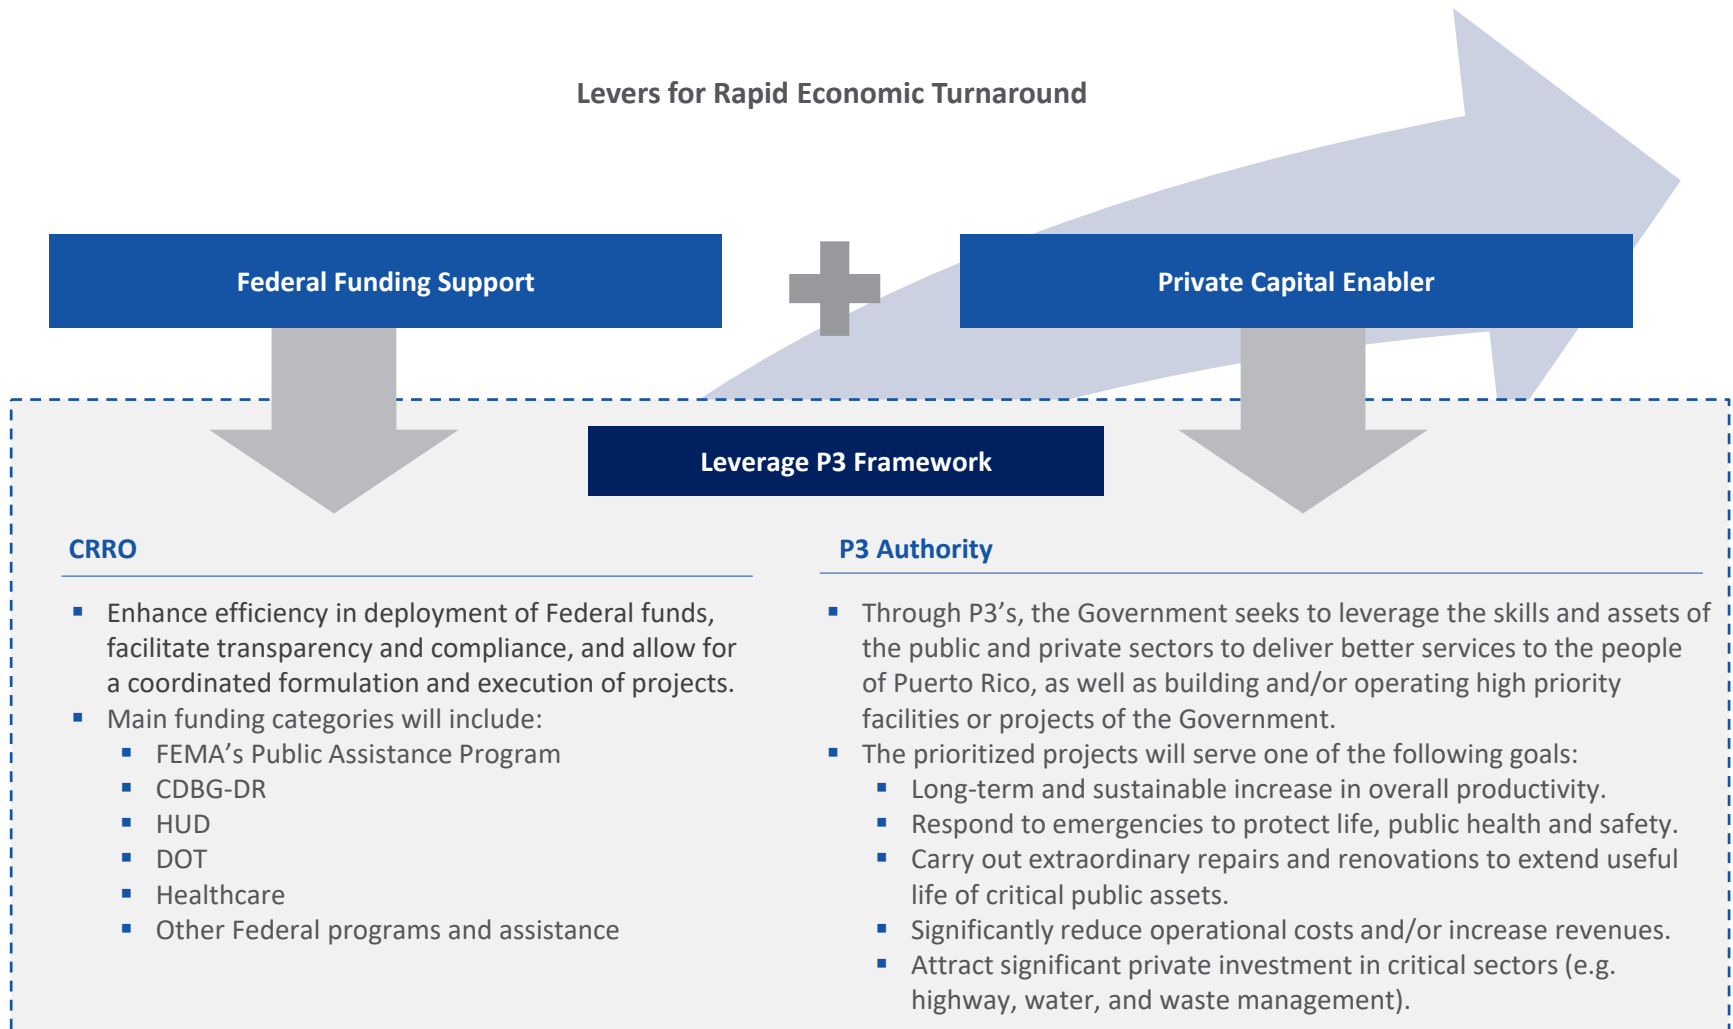 Levers for Rapid Economic Turnaround
Federal Funding Support
Private Capital Enabler
Leverage P3 Framework
CRRO
▪ Enhance efficiency in deployment of Federal funds,
facilitate transparency and compliance, and allow for
a coordinated formulation and execution of projects.
▪ Main funding categories will include:
▪ FEMA's Public Assistance Program
▪ CDBG-DR
▪ HUD
▪ DOT
▪ Healthcare
▪ Other Federal programs and assistance
P3 Authority
▪ Through P3’s, the Government seeks to leverage the skills and assets of
the public and private sectors to deliver better services to the people
of Puerto Rico, as well as building and/or operating high priority
facilities or projects of the Government.
▪ The prioritized projects will serve one of the following goals:
▪ Long-term and sustainable increase in overall productivity.
▪ Respond to emergencies to protect life, public health and safety.
▪ Carry out extraordinary repairs and renovations to extend useful
life of critical public assets.
▪ Significantly reduce operational costs and/or increase revenues.
▪ Attract significant private investment in critical sectors (e.g.
highway, water, and waste management).